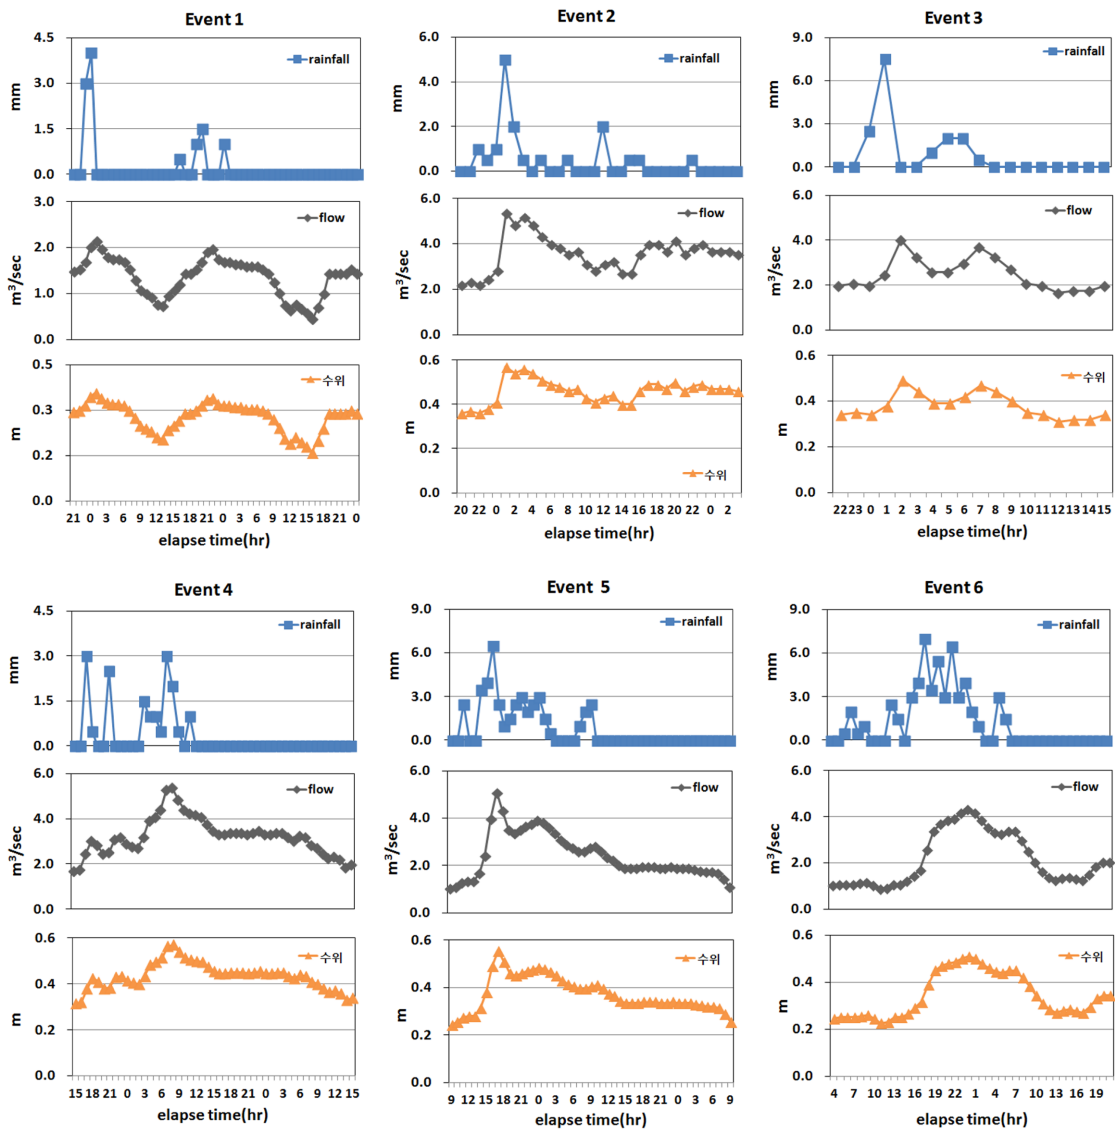 Event 1
4.5
3.0
1.5
0.0
mm
rainfall
3.0
2.0
1.0
0.0
m³/sec
flow
0.5
0.3
0.2
0.0
m
수위
21 0 3 6 9 12 15 18 21 0 3 6 9 12 15 18 21 0
elapse time(hr)
Event 2
6.0
4.0
2.0
0.0
mm
rainfall
6.0
4.0
2.0
0.0
m³/sec
flow
0.6
0.4
0.2
0.0
m
수위
20 22 0 2 4 6 8 10 12 14 16 18 20 22 0 2
elapse time(hr)
Event 3
9.0
6.0
3.0
0.0
mm
rainfall
6.0
4.0
2.0
0.0
m³/sec
flow
0.6
0.4
0.2
0.0
m
수위
22 23 0 1 2 3 4 5 6 7 8 9 10 11 12 13 14 15
elapse time(hr)
Event 4
4.5
3.0
1.5
0.0
mm
rainfall
6.0
4.0
2.0
0.0
m³/sec
flow
0.6
0.4
0.2
0.0
m
수위
15 18 21 0 3 6 9 12 15 18 21 0 3 6 9 12 15
elapse time(hr)
Event 5
9.0
6.0
3.0
0.0
mm
rainfall
6.0
4.0
2.0
0.0
m³/sec
flow
0.6
0.4
0.2
0.0
m
수위
9 12 15 18 21 0 3 6 9 12 15 18 21 0 3 6 9
elapse time(hr)
Event 6
9.0
6.0
3.0
0.0
mm
rainfall
6.0
4.0
2.0
0.0
m³/sec
flow
0.6
0.4
0.2
0.0
m
수위
4 7 10 13 16 19 22 1 4 7 10 13 16 19
elapse time(hr)